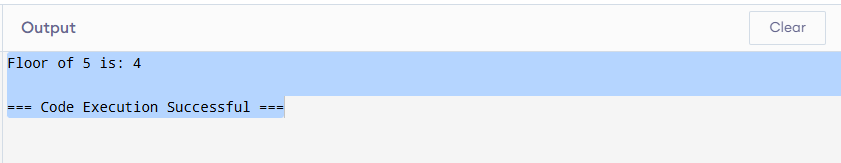 Output
Clear
Floor of 5 is: 4
=== Code Execution Successful ===